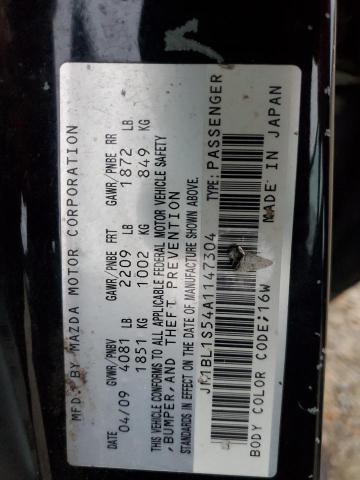 MFD. BY MAZDA MOTOR CORPORATION
DATE GVWR/PNBV GAWR/PNBE FRT GAWR/PNBE RR
04/09 4081 LB 2209 LB 1872 LB
1851 KG 1002 KG 849 KG
THIS VEHICLE CONFORMS TO ALL APPLICABLE FEDERAL MOTOR VEHICLE SAFETY
, BUMPER, AND THEFT PREVENTION
STANDARDS IN EFFECT ON THE DATE OF MANUFACTURE SHOWN ABOVE.
JM1BL1S54A1147304 TYPE: PASSENGER
BODY COLOR CODE; 16W MADE IN JAPAN